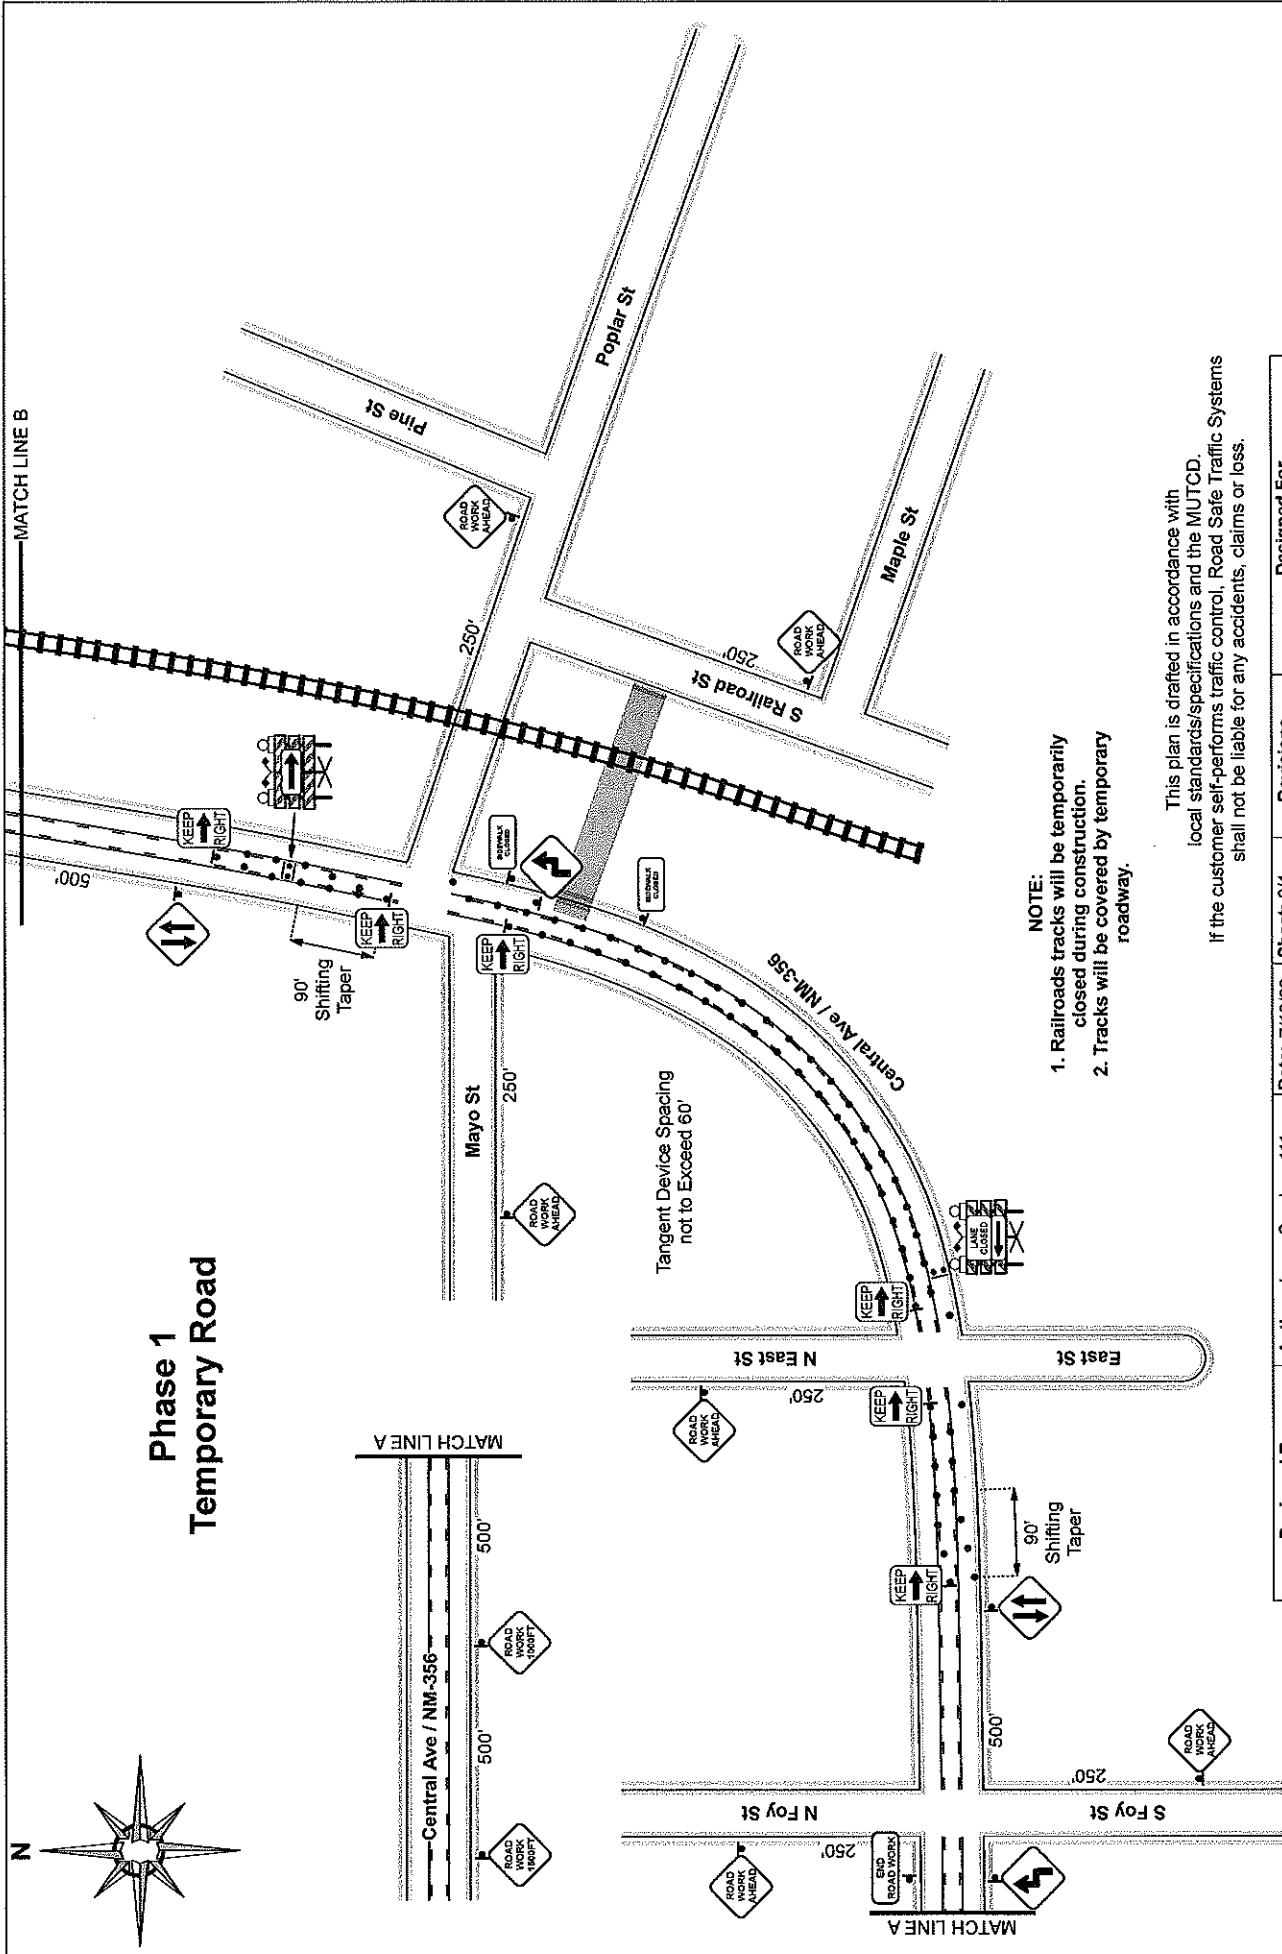 N
Phase 1
Temporary Road
MATCH LINE B
Central Ave / NM-356
500'
500'
MATCH LINE A
ROAD
WORK
1500FT
ROAD
WORK
1000FT
Mayo St
250'
ROAD
WORK
AHEAD
90'
Shifting
Taper
500'
KEEP
RIGHT
KEEP
RIGHT
KEEP
RIGHT
SIDEWALK
CLOSED
SIDEWALK
CLOSED
Pine St
Poplar St
250'
ROAD
WORK
AHEAD
S Railroad St
250'
ROAD
WORK
AHEAD
Maple St
Tangent Device Spacing
not to Exceed 60'
Central Ave / NM-356
N Foy St
250'
ROAD
WORK
AHEAD
END
ROAD WORK
MATCH LINE A
S Foy St
250'
ROAD
WORK
AHEAD
500'
90'
Shifting
Taper
KEEP
RIGHT
KEEP
RIGHT
KEEP
RIGHT
N East St
250'
ROAD
WORK
AHEAD
East St
LANE
CLOSED
NOTE:
1. Railroads tracks will be temporarily
closed during construction.
2. Tracks will be covered by temporary
roadway.
This plan is drafted in accordance with
local standards/specifications and the MUTCD.
If the customer self-performs traffic control, Road Safe Traffic Systems
shall not be liable for any accidents, claims or loss.
Designed For